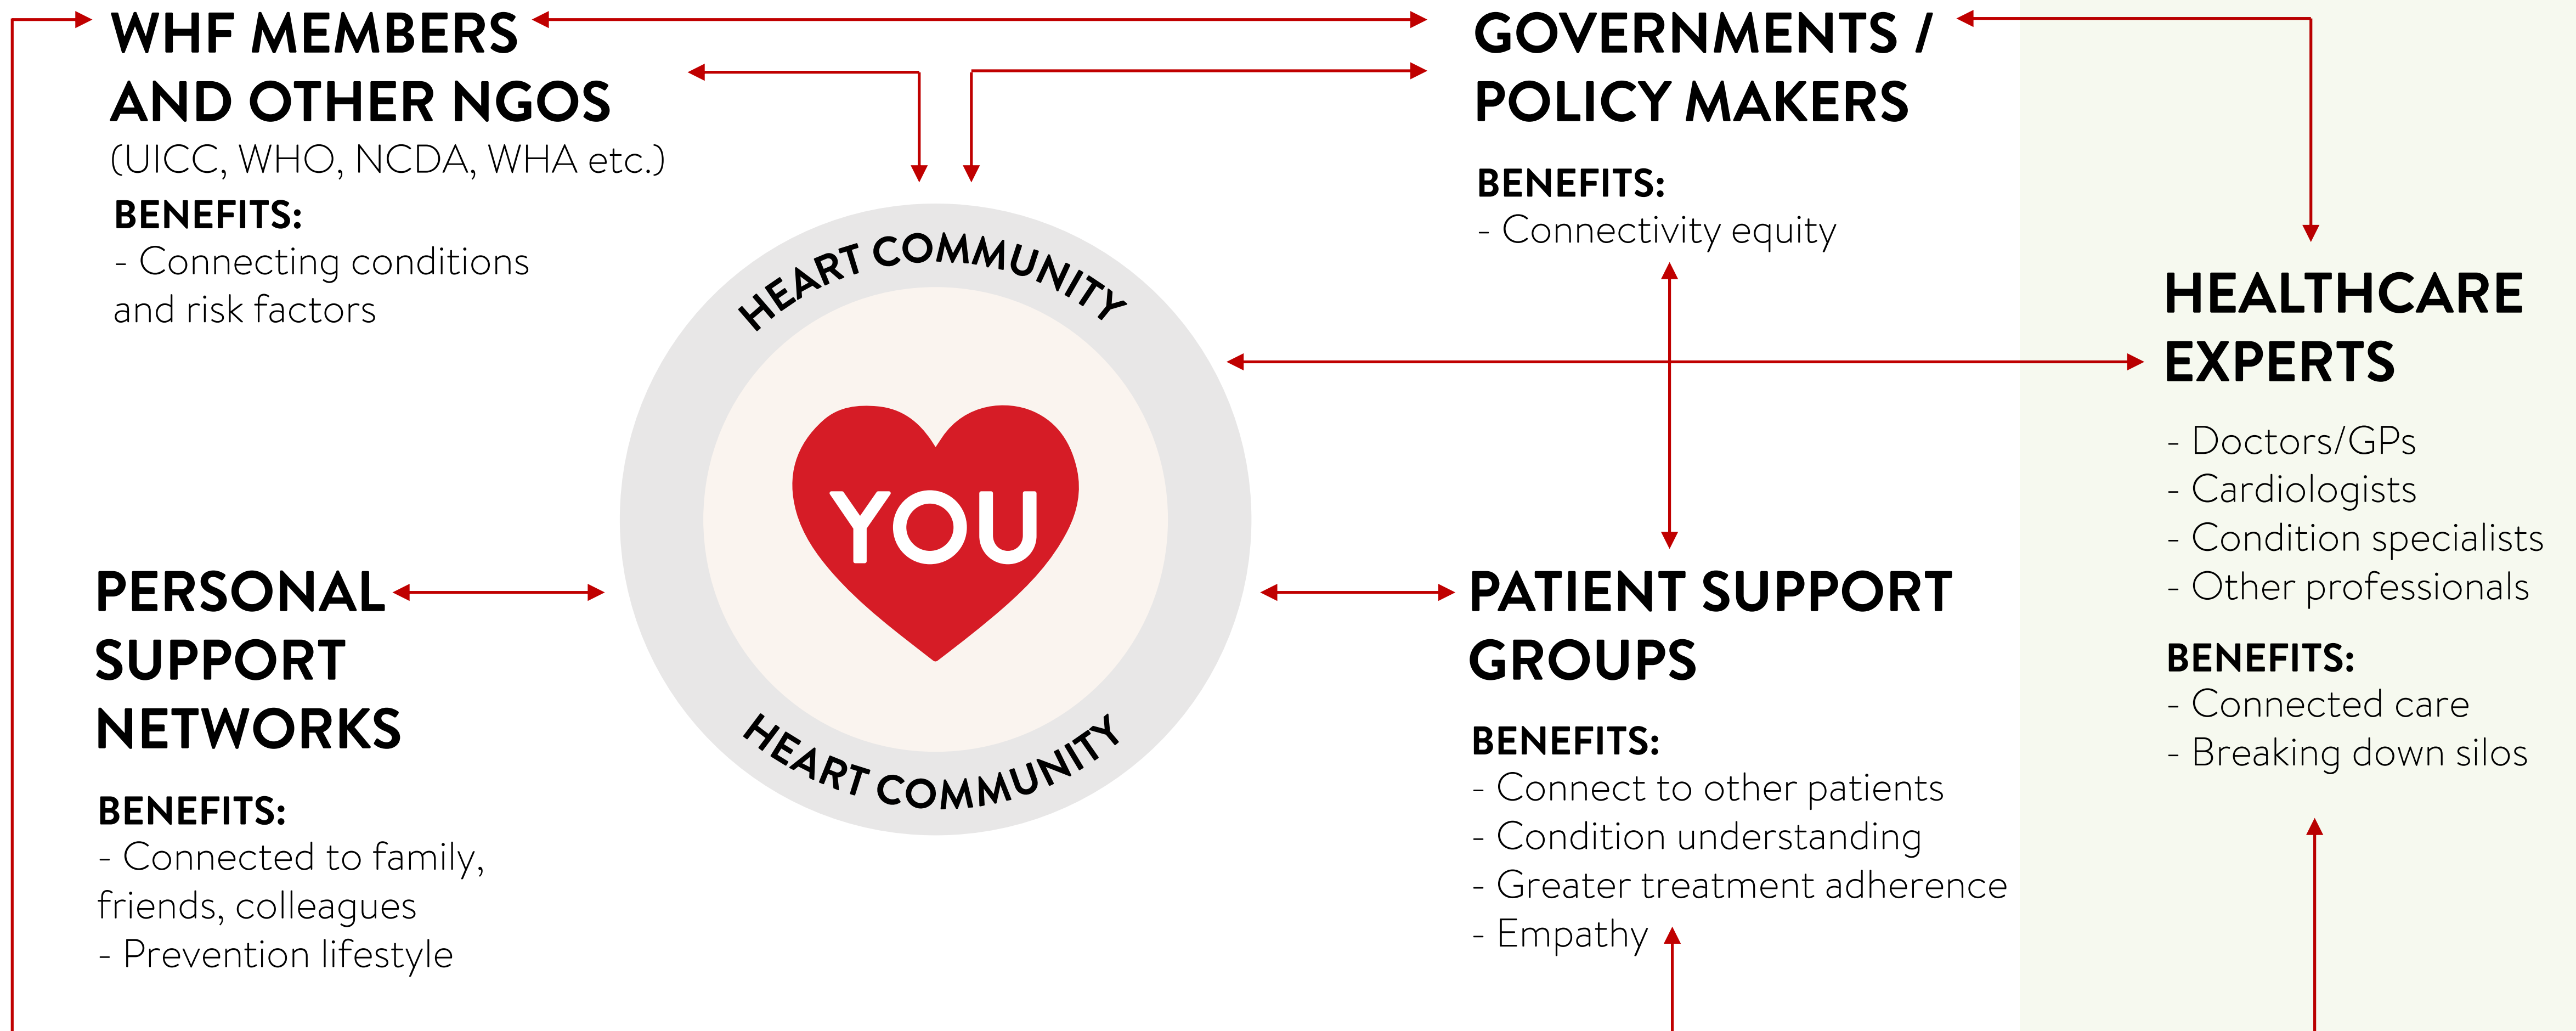 WHF MEMBERS
AND OTHER NGOS
(UICC, WHO, NCDA, WHA etc.)
BENEFITS:
- Connecting conditions
and risk factors
GOVERNMENTS /
POLICY MAKERS
BENEFITS:
- Connectivity equity
HEART COMMUNITY
YOU
HEART COMMUNITY
HEALTHCARE
EXPERTS
- Doctors/GPs
- Cardiologists
- Condition specialists
- Other professionals
BENEFITS:
- Connected care
- Breaking down silos
PERSONAL
SUPPORT
NETWORKS
BENEFITS:
- Connected to family,
friends, colleagues
- Prevention lifestyle
PATIENT SUPPORT
GROUPS
BENEFITS:
- Connect to other patients
- Condition understanding
- Greater treatment adherence
- Empathy